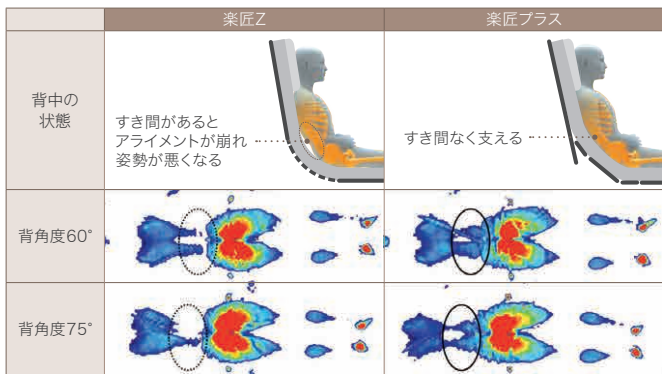 楽匠Z
楽匠プラス
背中の
状態
すき間があると
アライメントが崩れ
姿勢が悪くなる
すき間なく支える
背角度60°
背角度75°